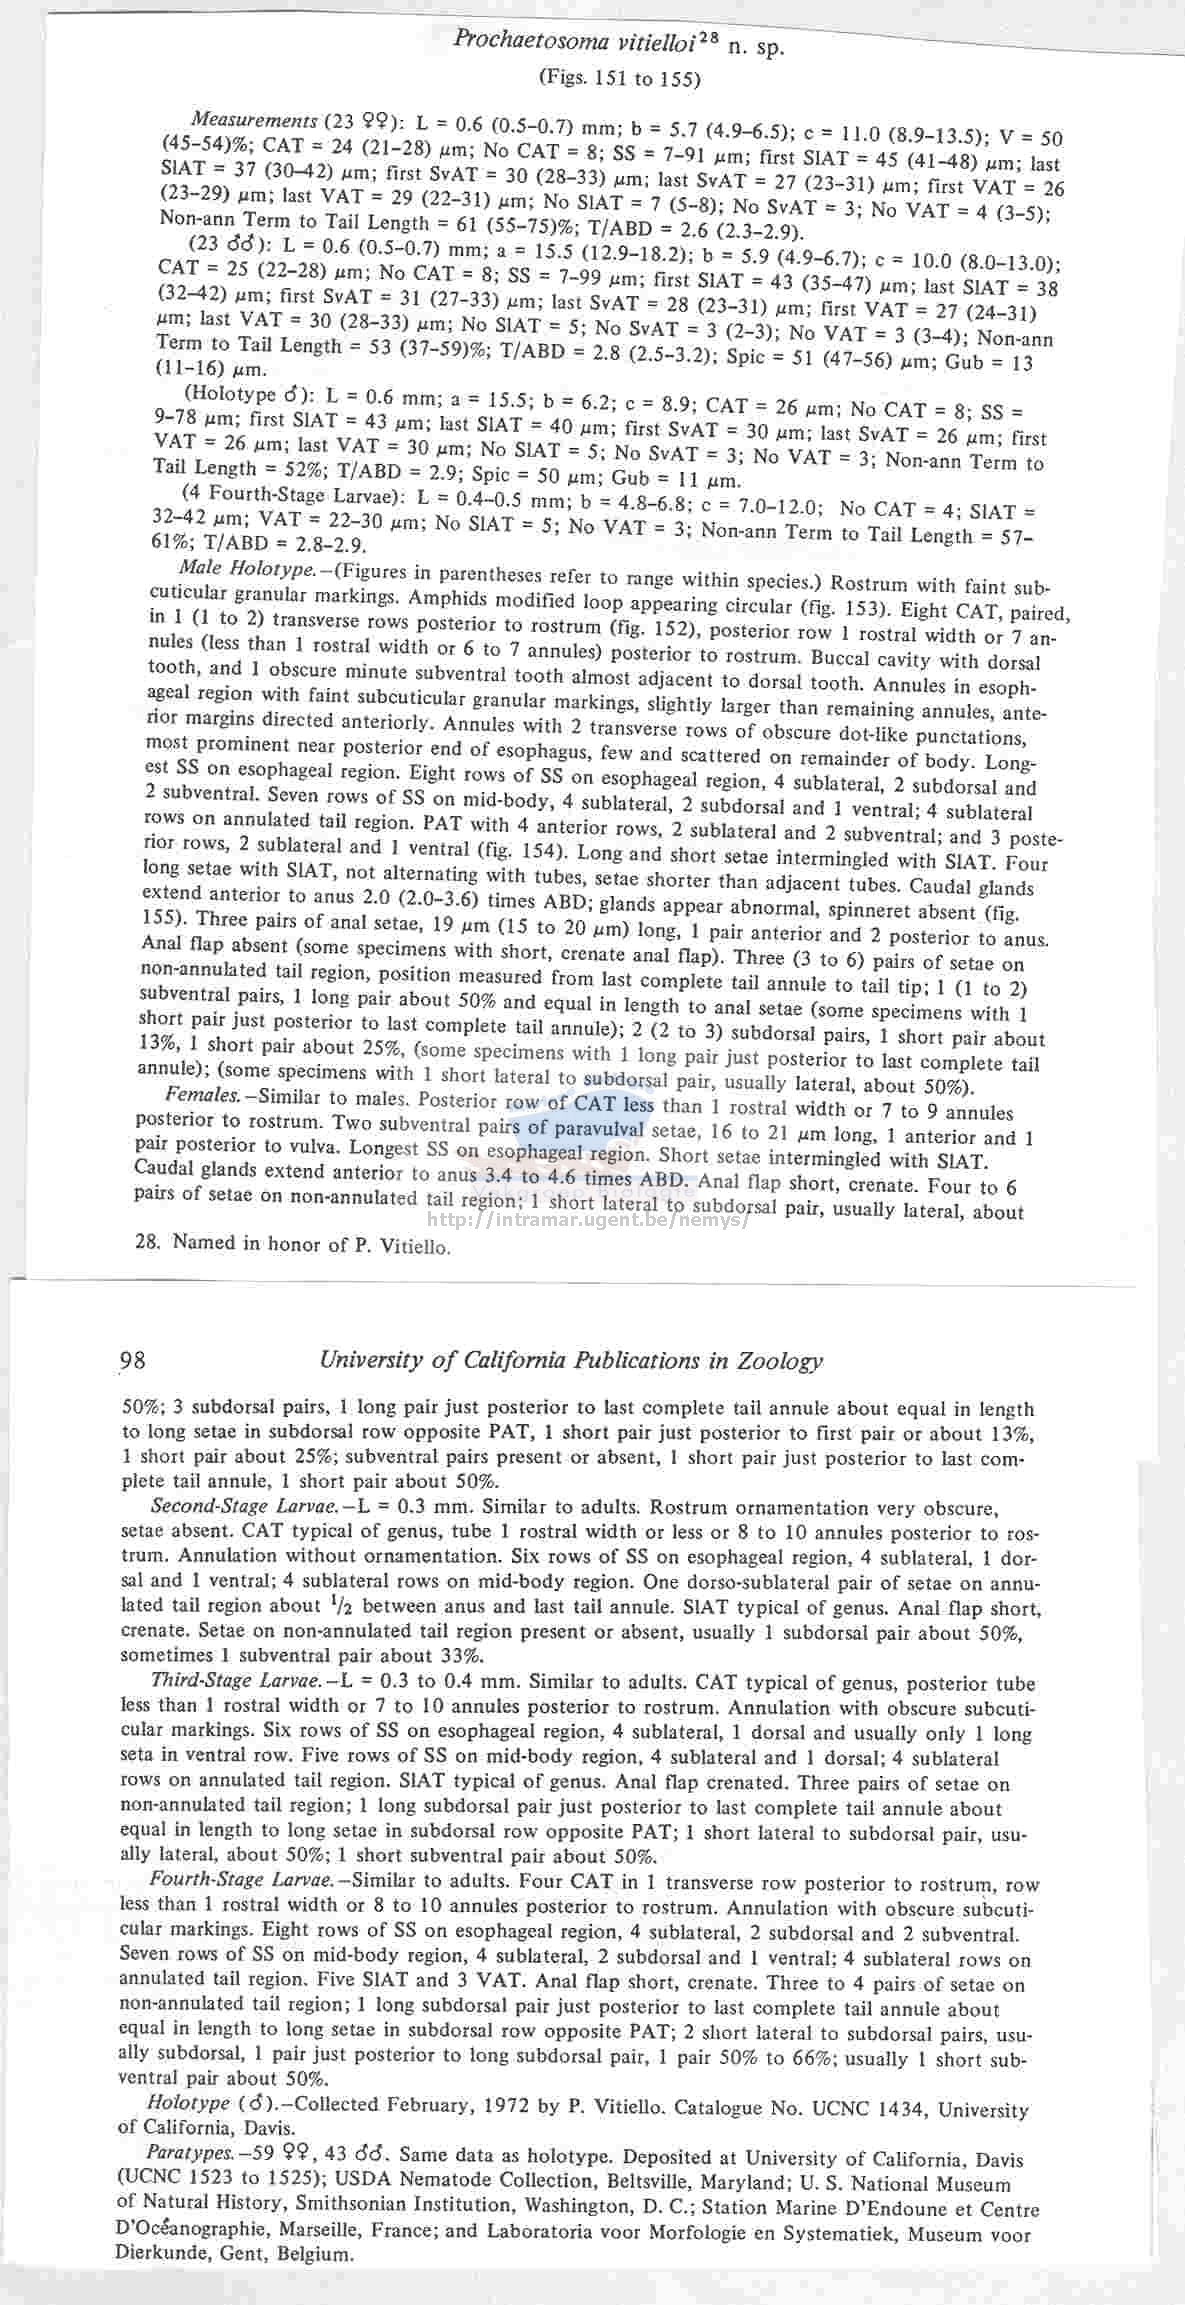 Prochaetosoma vitielloi28 n. sp.
(Figs. 151 to 155)
Measurements (23 ♀♀): L = 0.6 (0.5–0.7) mm; b = 5.7 (4.9–6.5); c = 11.0 (8.9–13.5); V = 50
(45–54)%; CAT = 24 (21–28) μm; No CAT = 8; SS = 7–91 μm; first SlAT = 45 (41–48) μm; last
SlAT = 37 (30–42) μm; first SvAT = 30 (28–33) μm; last SvAT = 27 (23–31) μm; first VAT = 26
(23–29) μm; last VAT = 29 (22–31) μm; No SlAT = 7 (5–8); No SvAT = 3; No VAT = 4 (3–5);
Non-ann Term to Tail Length = 61 (55–75)%; T/ABD = 2.6 (2.3–2.9).
(23 ♂♂): L = 0.6 (0.5–0.7) mm; a = 15.5 (12.9–18.2); b = 5.9 (4.9–6.7); c = 10.0 (8.0–13.0);
CAT = 25 (22–28) μm; No CAT = 8; SS = 7–99 μm; first SlAT = 43 (35–47) μm; last SlAT = 38
(32–42) μm; first SvAT = 31 (27–33) μm; last SvAT = 28 (23–31) μm; first VAT = 27 (24–31)
μm; last VAT = 30 (28–33) μm; No SlAT = 5; No SvAT = 3 (2–3); No VAT = 3 (3–4); Non-ann
Term to Tail Length = 53 (37–59)%; T/ABD = 2.8 (2.5–3.2); Spic = 51 (47–56) μm; Gub = 13
(11–16) μm.
(Holotype ♂): L = 0.6 mm; a = 15.5; b = 6.2; c = 8.9; CAT = 26 μm; No CAT = 8; SS =
9–78 μm; first SlAT = 43 μm; last SlAT = 40 μm; first SvAT = 30 μm; last SvAT = 26 μm; first
VAT = 26 μm; last VAT = 30 μm; No SlAT = 5; No SvAT = 3; No VAT = 3; Non-ann Term to
Tail Length = 52%; T/ABD = 2.9; Spic = 50 μm; Gub = 11 μm.
(4 Fourth-Stage Larvae): L = 0.4–0.5 mm; b = 4.8–6.8; c = 7.0–12.0; No CAT = 4; SlAT =
32–42 μm; VAT = 22–30 μm; No SlAT = 5; No VAT = 3; Non-ann Term to Tail Length = 57–
61%; T/ABD = 2.8–2.9.
Male Holotype.—(Figures in parentheses refer to range within species.) Rostrum with faint sub-
cuticular granular markings. Amphids modified loop appearing circular (fig. 153). Eight CAT, paired,
in 1 (1 to 2) transverse rows posterior to rostrum (fig. 152), posterior row 1 rostral width or 7 an-
nules (less than 1 rostral width or 6 to 7 annules) posterior to rostrum. Buccal cavity with dorsal
tooth, and 1 obscure minute subventral tooth almost adjacent to dorsal tooth. Annules in esoph-
ageal region with faint subcuticular granular markings, slightly larger than remaining annules, ante-
rior margins directed anteriorly. Annules with 2 transverse rows of obscure dot-like punctations,
most prominent near posterior end of esophagus, few and scattered on remainder of body. Long-
est SS on esophageal region. Eight rows of SS on esophageal region, 4 sublateral, 2 subdorsal and
2 subventral. Seven rows of SS on mid-body, 4 sublateral, 2 subdorsal and 1 ventral; 4 sublateral
rows on annulated tail region. PAT with 4 anterior rows, 2 sublateral and 2 subventral; and 3 poste-
rior rows, 2 sublateral and 1 ventral (fig. 154). Long and short setae intermingled with SlAT. Four
long setae with SlAT, not alternating with tubes, setae shorter than adjacent tubes. Caudal glands
extend anterior to anus 2.0 (2.0–3.6) times ABD; glands appear abnormal, spinneret absent (fig.
155). Three pairs of anal setae, 19 μm (15 to 20 μm) long, 1 pair anterior and 2 posterior to anus.
Anal flap absent (some specimens with short, crenate anal flap). Three (3 to 6) pairs of setae on
non-annulated tail region, position measured from last complete tail annule to tail tip; 1 (1 to 2)
subventral pairs, 1 long pair about 50% and equal in length to anal setae (some specimens with 1
short pair just posterior to last complete tail annule); 2 (2 to 3) subdorsal pairs, 1 short pair about
13%, 1 short pair about 25%, (some specimens with 1 long pair just posterior to last complete tail
annule); (some specimens with 1 short lateral to subdorsal pair, usually lateral, about 50%).
Females.—Similar to males. Posterior row of CAT less than 1 rostral width or 7 to 9 annules
posterior to rostrum. Two subventral pairs of paravulval setae, 16 to 21 μm long, 1 anterior and 1
pair posterior to vulva. Longest SS on esophageal region. Short setae intermingled with SlAT.
Caudal glands extend anterior to anus 3.4 to 4.6 times ABD. Anal flap short, crenate. Four to 6
pairs of setae on non-annulated tail region; 1 short lateral to subdorsal pair, usually lateral, about
http://intramar.ugent.be/nemys/
28. Named in honor of P. Vitiello.
98 University of California Publications in Zoology
50%; 3 subdorsal pairs, 1 long pair just posterior to last complete tail annule about equal in length
to long setae in subdorsal row opposite PAT, 1 short pair just posterior to first pair or about 13%,
1 short pair about 25%; subventral pairs present or absent, 1 short pair just posterior to last com-
plete tail annule, 1 short pair about 50%.
Second-Stage Larvae.—L = 0.3 mm. Similar to adults. Rostrum ornamentation very obscure,
setae absent. CAT typical of genus, tube 1 rostral width or less or 8 to 10 annules posterior to ros-
trum. Annulation without ornamentation. Six rows of SS on esophageal region, 4 sublateral, 1 dor-
sal and 1 ventral; 4 sublateral rows on mid-body region. One dorso-sublateral pair of setae on annu-
lated tail region about 1/2 between anus and last tail annule. SlAT typical of genus. Anal flap short,
crenate. Setae on non-annulated tail region present or absent, usually 1 subdorsal pair about 50%,
sometimes 1 subventral pair about 33%.
Third-Stage Larvae.—L = 0.3 to 0.4 mm. Similar to adults. CAT typical of genus, posterior tube
less than 1 rostral width or 7 to 10 annules posterior to rostrum. Annulation with obscure subcuti-
cular markings. Six rows of SS on esophageal region, 4 sublateral, 1 dorsal and usually only 1 long
seta in ventral row. Five rows of SS on mid-body region, 4 sublateral and 1 dorsal; 4 sublateral
rows on annulated tail region. SlAT typical of genus. Anal flap crenated. Three pairs of setae on
non-annulated tail region; 1 long subdorsal pair just posterior to last complete tail annule about
equal in length to long setae in subdorsal row opposite PAT; 1 short lateral to subdorsal pair, usu-
ally lateral, about 50%; 1 short subventral pair about 50%.
Fourth-Stage Larvae.—Similar to adults. Four CAT in 1 transverse row posterior to rostrum, row
less than 1 rostral width or 8 to 10 annules posterior to rostrum. Annulation with obscure subcuti-
cular markings. Eight rows of SS on esophageal region, 4 sublateral, 2 subdorsal and 2 subventral.
Seven rows of SS on mid-body region, 4 sublateral, 2 subdorsal and 1 ventral; 4 sublateral rows on
annulated tail region. Five SlAT and 3 VAT. Anal flap short, crenate. Three to 4 pairs of setae on
non-annulated tail region; 1 long subdorsal pair just posterior to last complete tail annule about
equal in length to long setae in subdorsal row opposite PAT; 2 short lateral to subdorsal pairs, usu-
ally subdorsal, 1 pair just posterior to long subdorsal pair, 1 pair 50% to 66%; usually 1 short sub-
ventral pair about 50%.
Holotype (♂).—Collected February, 1972 by P. Vitiello. Catalogue No. UCNC 1434, University
of California, Davis.
Paratypes.—59 ♀♀, 43 ♂♂. Same data as holotype. Deposited at University of California, Davis
(UCNC 1523 to 1525); USDA Nematode Collection, Beltsville, Maryland; U. S. National Museum
of Natural History, Smithsonian Institution, Washington, D. C.; Station Marine D'Endoune et Centre
D'Océanographie, Marseille, France; and Laboratoria voor Morfologie en Systematiek, Museum voor
Dierkunde, Gent, Belgium.